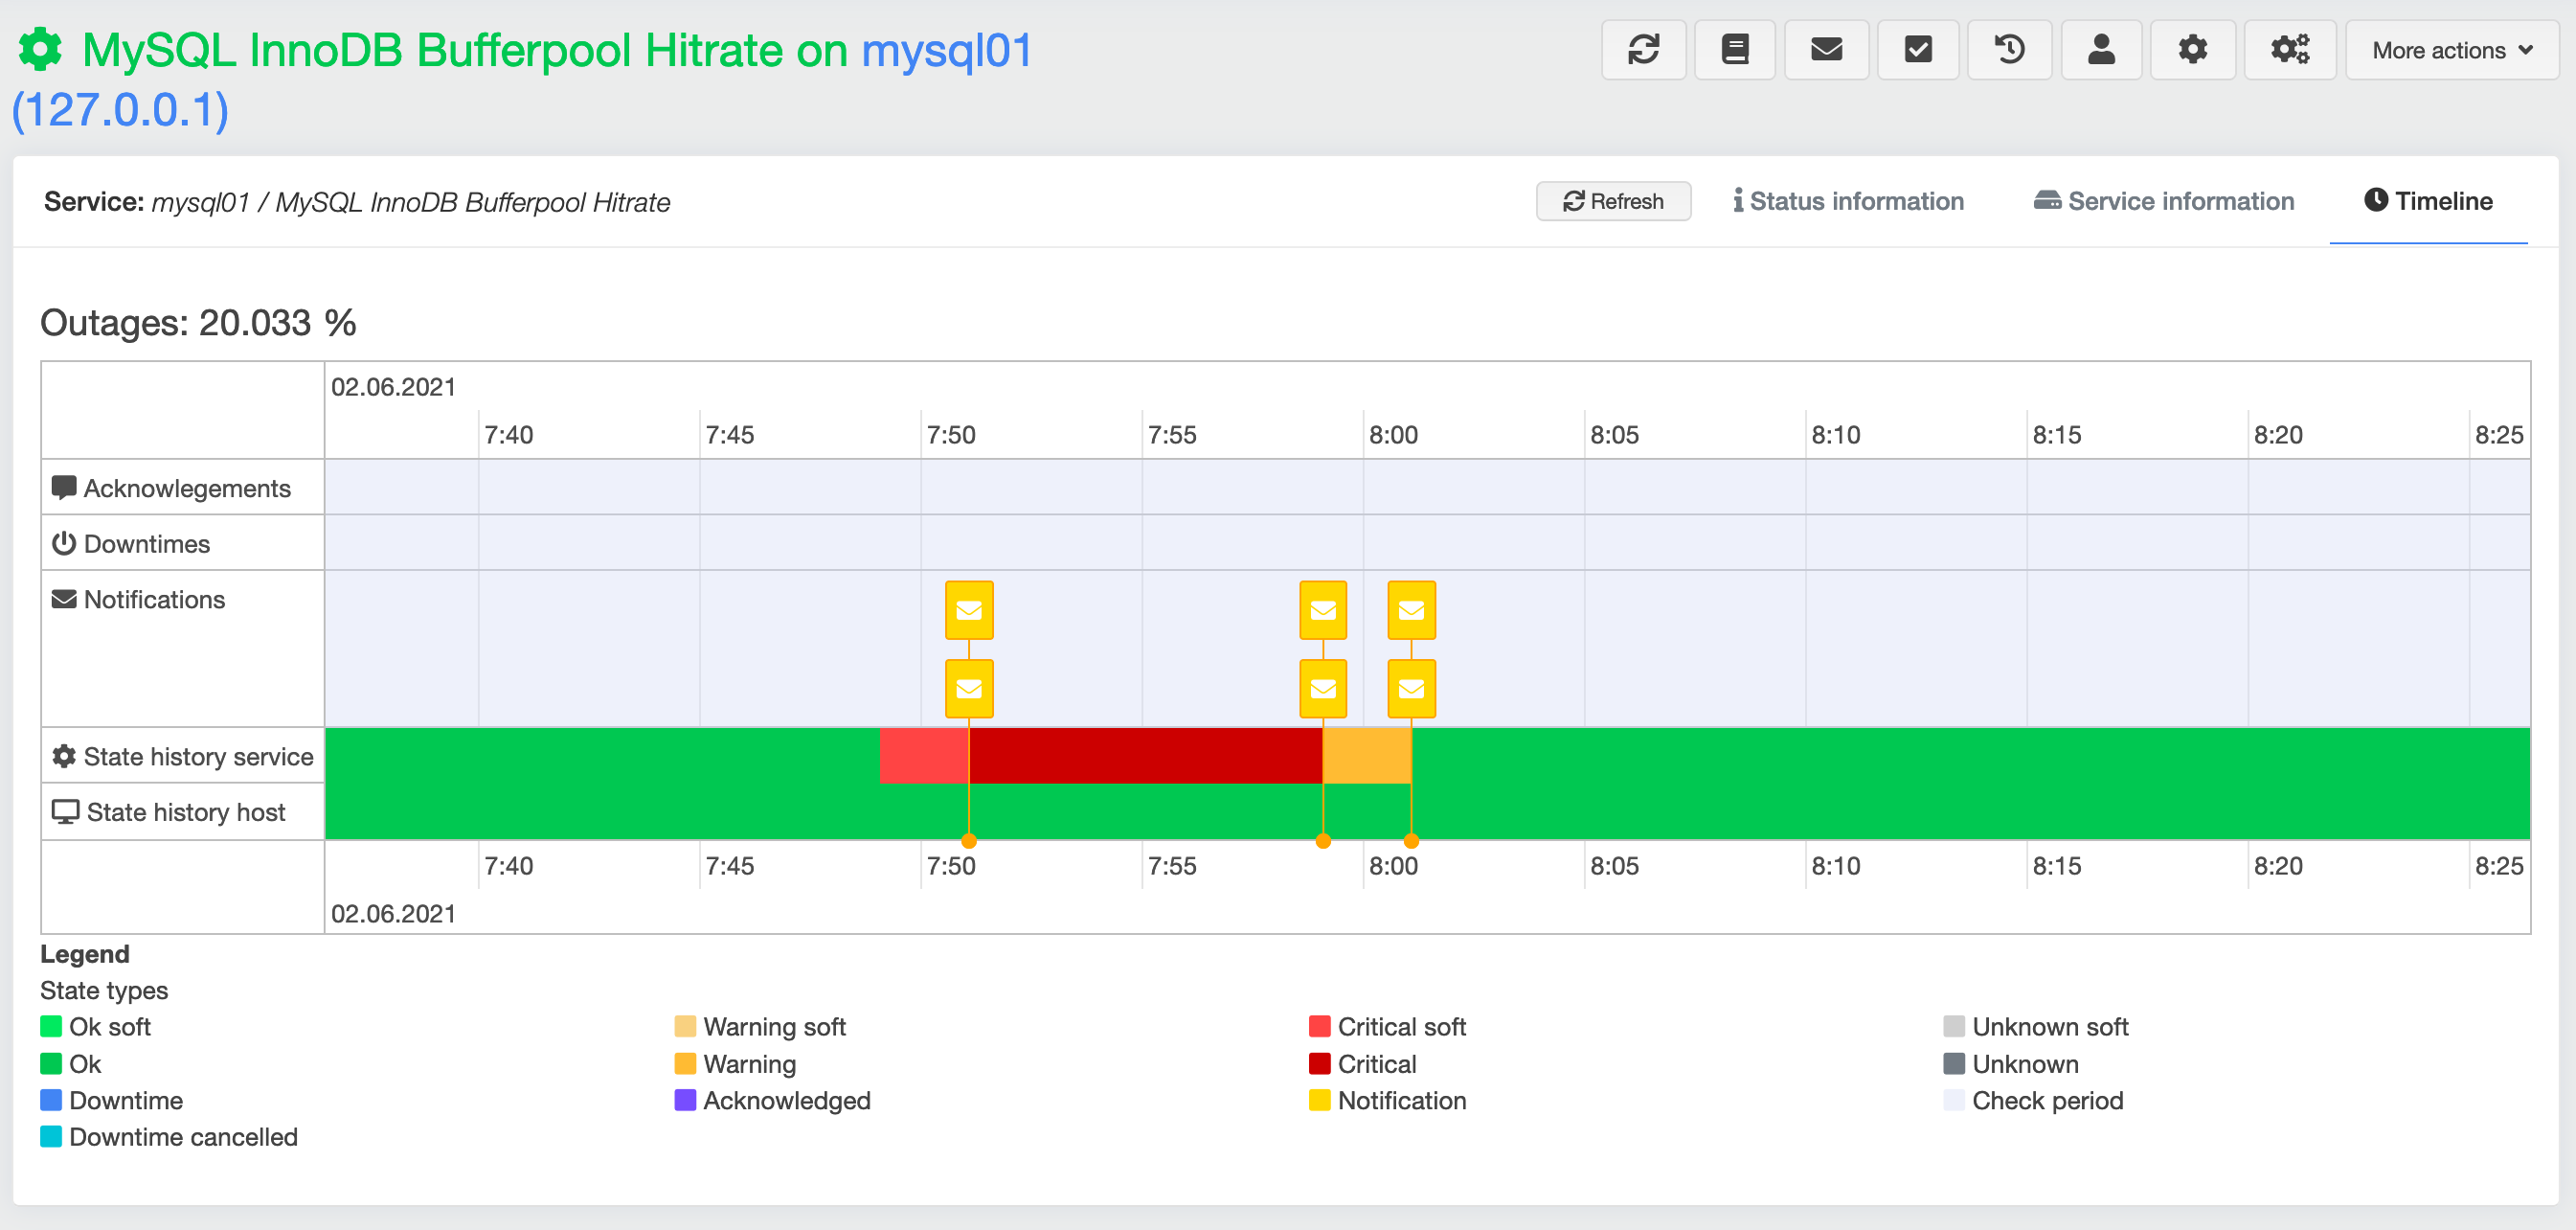 MySQL InnoDB Bufferpool Hitrate on mysql01
(127.0.0.1)
More actions
Service: mysql01 / MySQL InnoDB Bufferpool Hitrate
Refresh
Status information
Service information
Timeline
Outages: 20.033 %
02.06.2021
7:40 7:45 7:50 7:55 8:00 8:05 8:10 8:15 8:20 8:25
Acknowlegements
Downtimes
Notifications
State history service
State history host
7:40 7:45 7:50 7:55 8:00 8:05 8:10 8:15 8:20 8:25
02.06.2021
Legend
State types
Ok soft Warning soft Critical soft Unknown soft
Ok Warning Critical Unknown
Downtime Acknowledged Notification Check period
Downtime cancelled